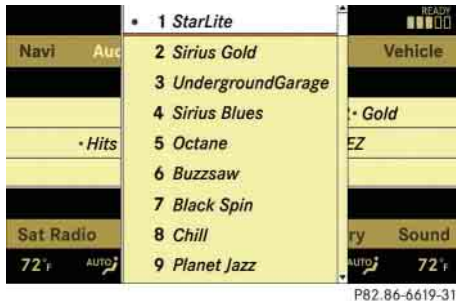 • 1 StarLite
READY
Navi Aud
2 Sirius Gold
Vehicle
3 UndergroundGarage
4 Sirius Blues
· Gold
· Hits
5 Octane
EZ
6 Buzzsaw
7 Black Spin
Sat Radio
8 Chill
ry Sound
72°F AUTO
9 Planet Jazz
AUTO 72°F
P82.86-6619-31